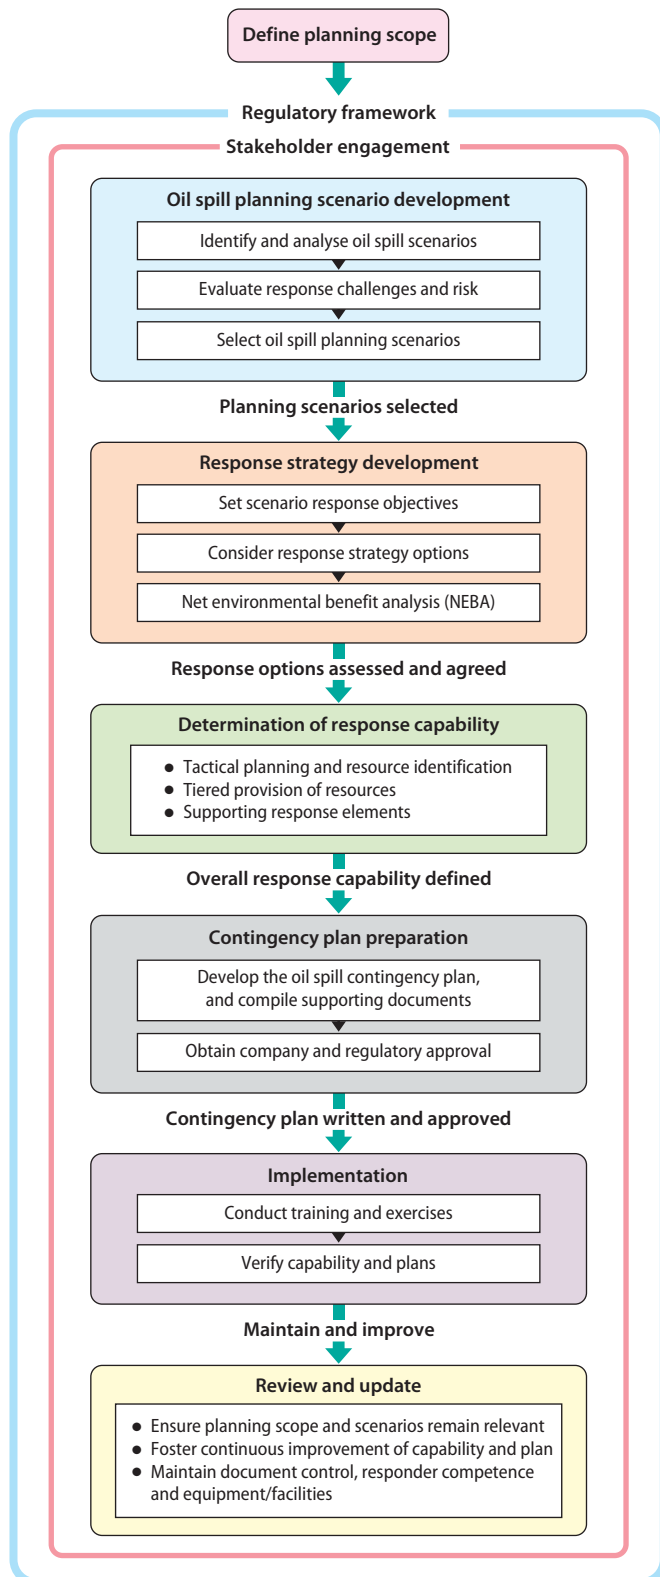 Define planning scope
Regulatory framework
Stakeholder engagement
Oil spill planning scenario development
Identify and analyse oil spill scenarios
Evaluate response challenges and risk
Select oil spill planning scenarios
Planning scenarios selected
Response strategy development
Set scenario response objectives
Consider response strategy options
Net environmental benefit analysis (NEBA)
Response options assessed and agreed
Determination of response capability
● Tactical planning and resource identification
● Tiered provision of resources
● Supporting response elements
Overall response capability defined
Contingency plan preparation
Develop the oil spill contingency plan,
and compile supporting documents
Obtain company and regulatory approval
Contingency plan written and approved
Implementation
Conduct training and exercises
Verify capability and plans
Maintain and improve
Review and update
● Ensure planning scope and scenarios remain relevant
● Foster continuous improvement of capability and plan
● Maintain document control, responder competence
and equipment/facilities